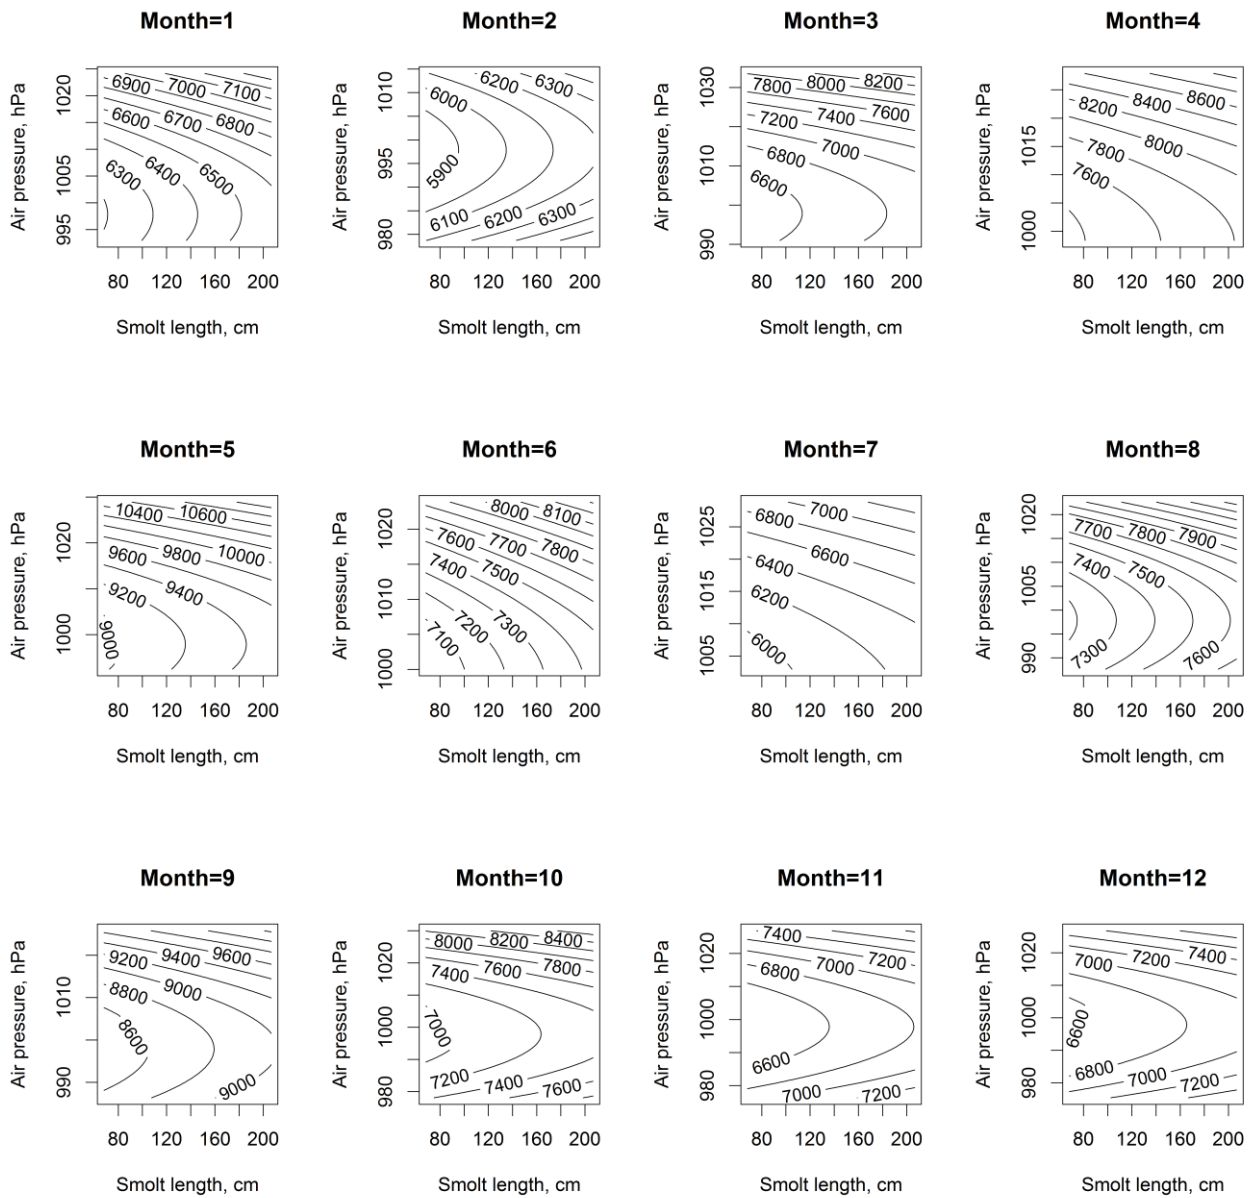 Month=1 Month=2 Month=3 Month=4
Air pressure, hPa
995 1005 1020
6900 7000 7100
6600 6700 6800
6300 6400 6500
80 120 160 200
Smolt length, cm
Air pressure, hPa
980 995 1010
6200 6300
6000
5900
6100 6200 6300
80 120 160 200
Smolt length, cm
Air pressure, hPa
990 1010 1030
7800 8000 8200
7200 7400 7600
6800 7000
6600
80 120 160 200
Smolt length, cm
Air pressure, hPa
1000 1015
8200 8400 8600
7800 8000
7600
80 120 160 200
Smolt length, cm
Month=5 Month=6 Month=7 Month=8
Air pressure, hPa
1000 1020
10400 10600
9600 9800 10000
9200 9400
9000
80 120 160 200
Smolt length, cm
Air pressure, hPa
1000 1010 1020
8000 8100
7600 7700 7800
7400 7500
7100 7200 7300
80 120 160 200
Smolt length, cm
Air pressure, hPa
1005 1015 1025
6800 7000
6400 6600
6200
6000
80 120 160 200
Smolt length, cm
Air pressure, hPa
990 1005 1020
7700 7800 7900
7400 7500
7300 7600
80 120 160 200
Smolt length, cm
Month=9 Month=10 Month=11 Month=12
Air pressure, hPa
990 1010
9200 9400 9600
8800 9000
8600
9000
80 120 160 200
Smolt length, cm
Air pressure, hPa
980 1000 1020
8000 8200 8400
7400 7600 7800
7000
7200 7400 7600
80 120 160 200
Smolt length, cm
Air pressure, hPa
980 1000 1020
7400
6800 7000 7200
6600
7000 7200
80 120 160 200
Smolt length, cm
Air pressure, hPa
980 1000 1020
7000 7200 7400
6600
6800 7000 7200
80 120 160 200
Smolt length, cm